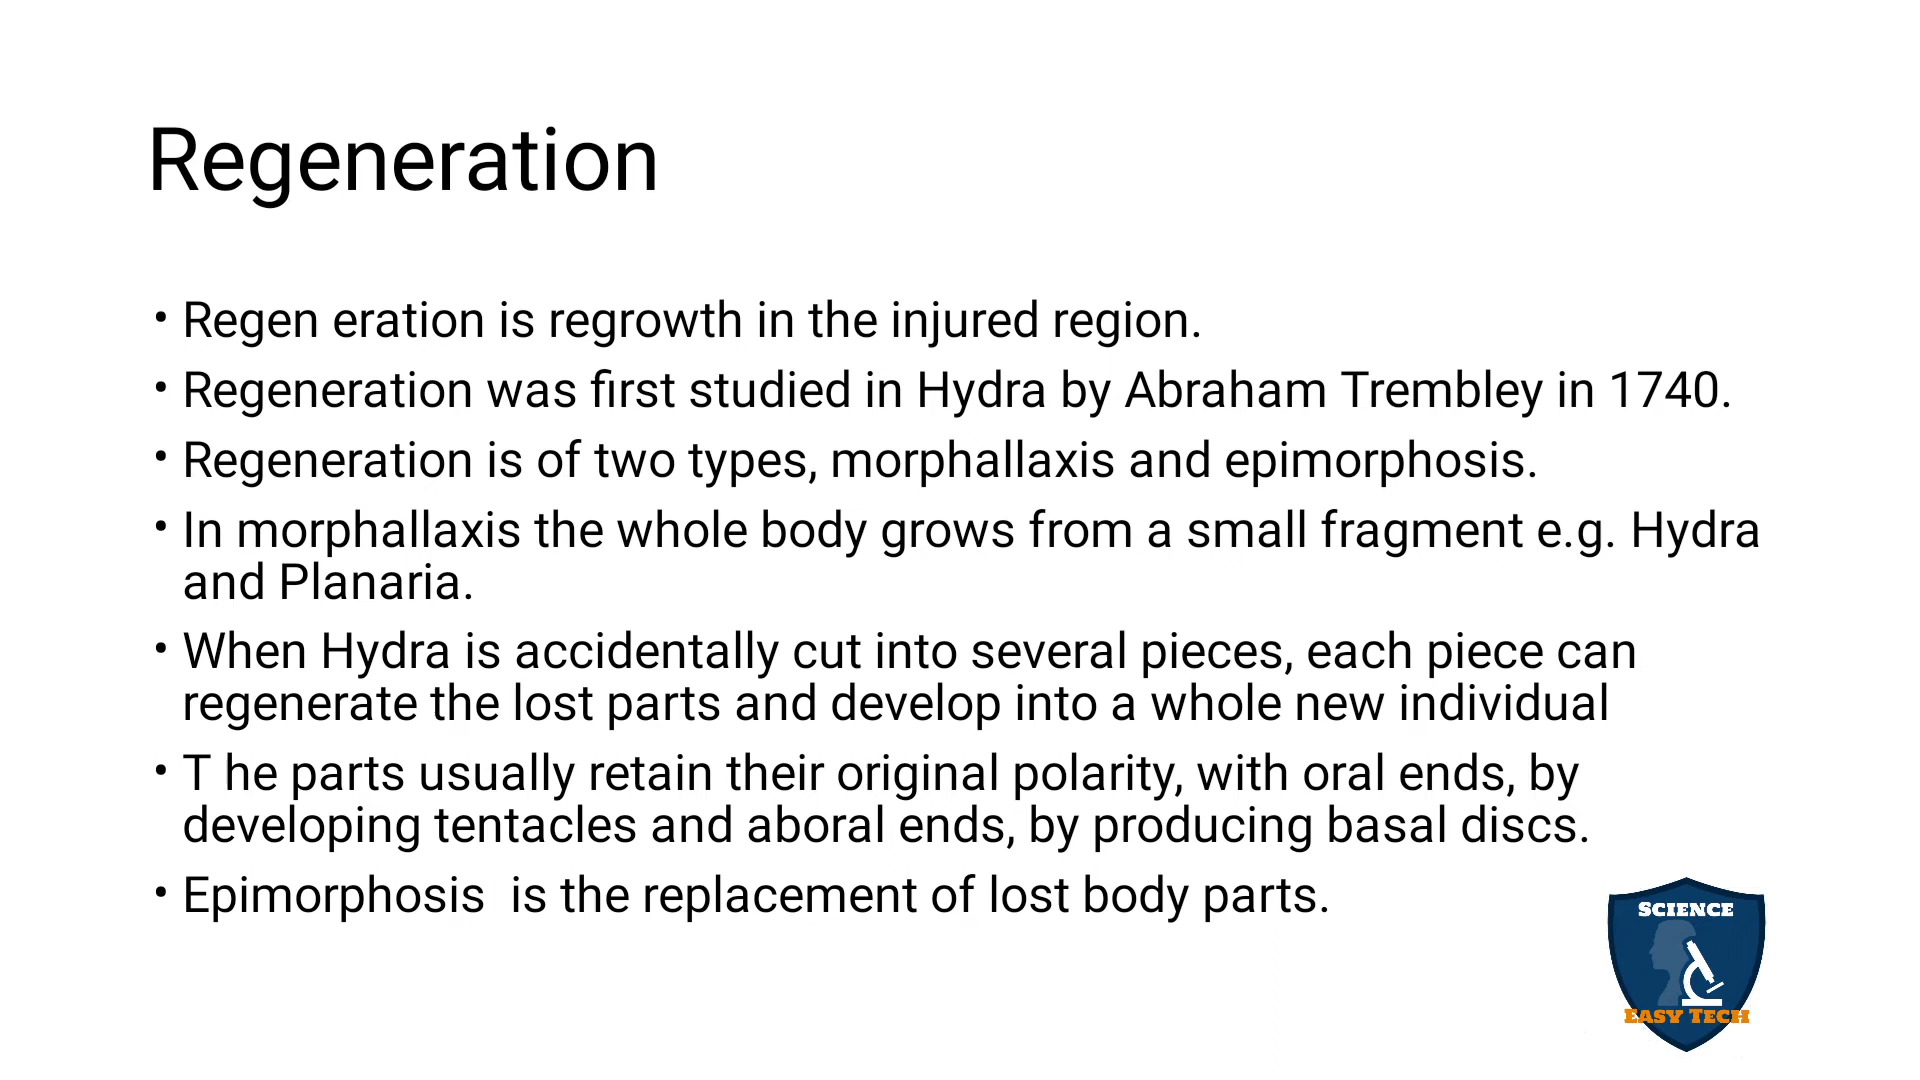 Regeneration
• Regen eration is regrowth in the injured region.
• Regeneration was first studied in Hydra by Abraham Trembley in 1740.
• Regeneration is of two types, morphallaxis and epimorphosis.
• In morphallaxis the whole body grows from a small fragment e.g. Hydra
and Planaria.
• When Hydra is accidentally cut into several pieces, each piece can
regenerate the lost parts and develop into a whole new individual
• T he parts usually retain their original polarity, with oral ends, by
developing tentacles and aboral ends, by producing basal discs.
• Epimorphosis  is the replacement of lost body parts.
SCIENCE
EASY TECH